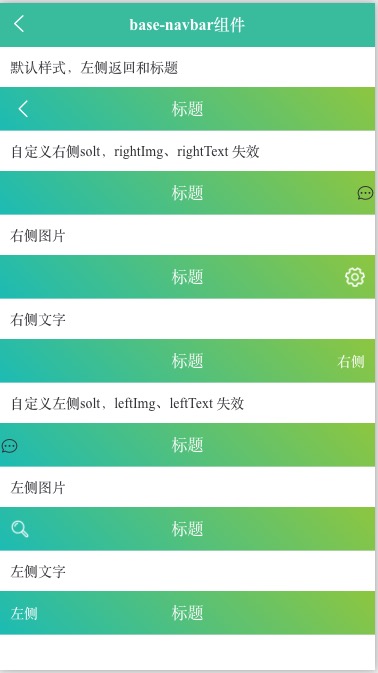 base-navbar组件
默认样式，左侧返回和标题
标题
自定义右侧solt，rightImg、rightText 失效
标题
右侧图片
标题
右侧文字
标题 右侧
自定义左侧solt，leftImg、leftText 失效
标题
左侧图片
标题
左侧文字
左侧 标题